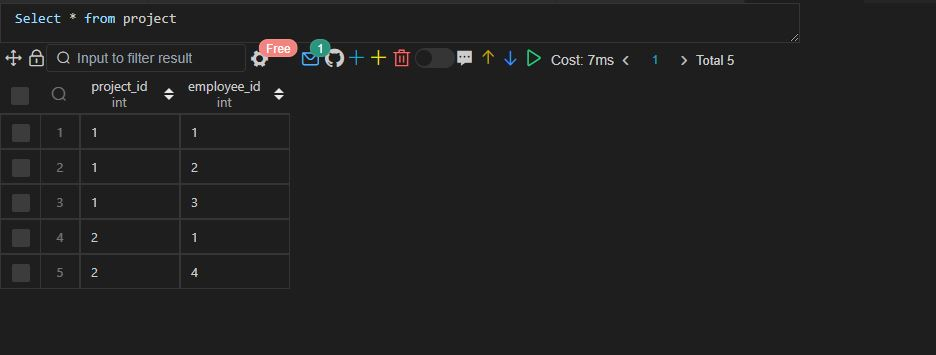 Select * from project
Input to filter result Free 1 Cost: 7ms 1 Total 5
project_id employee_id
int int
1 1 1
2 1 2
3 1 3
4 2 1
5 2 4